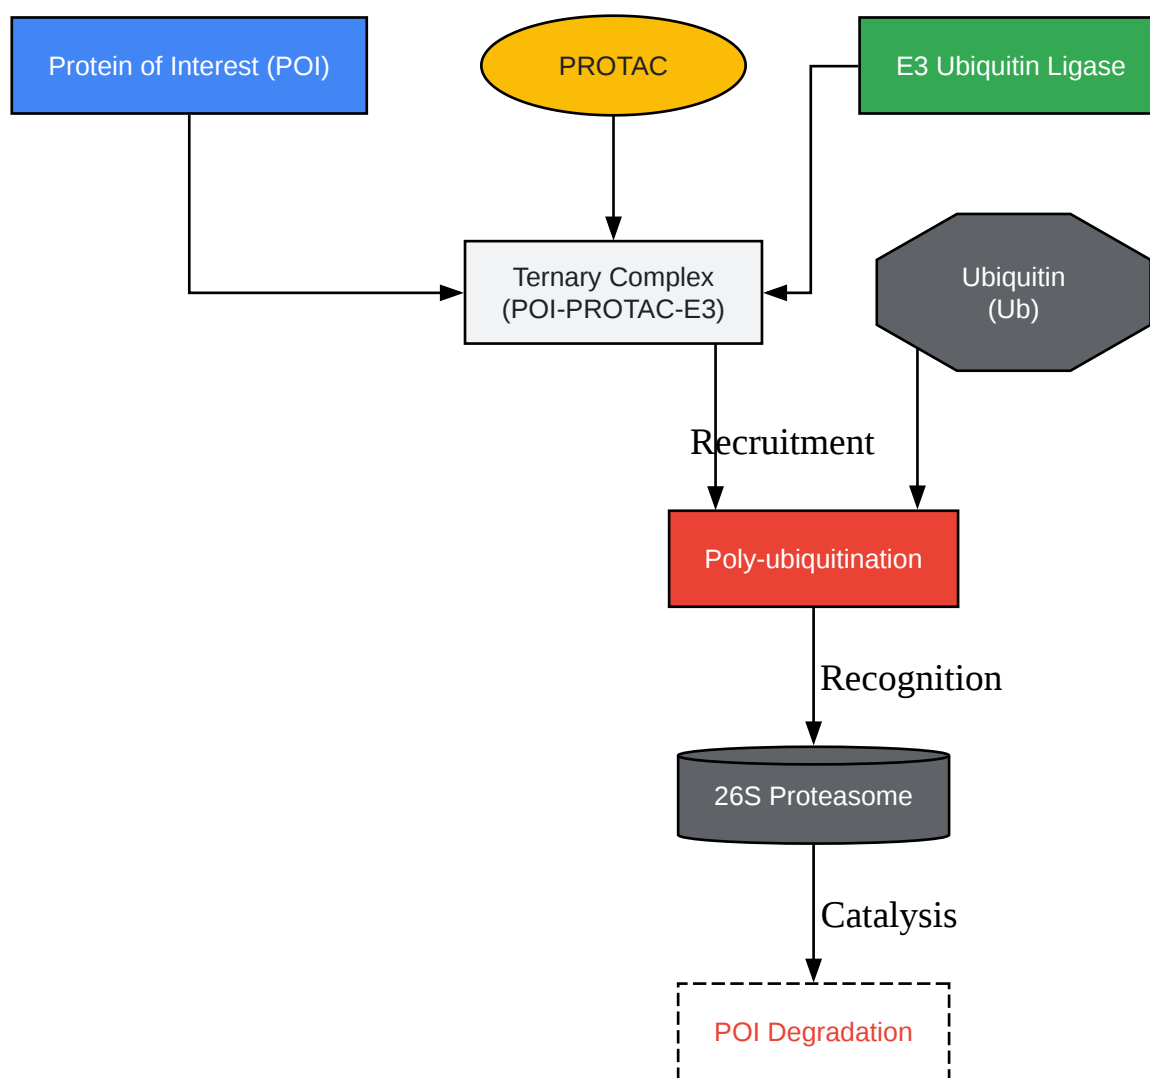 Protein of Interest (POI)
PROTAC
E3 Ubiquitin Ligase
Ternary Complex
(POI-PROTAC-E3)
Ubiquitin
(Ub)
Recruitment
Poly-ubiquitination
Recognition
26S Proteasome
Catalysis
POI Degradation